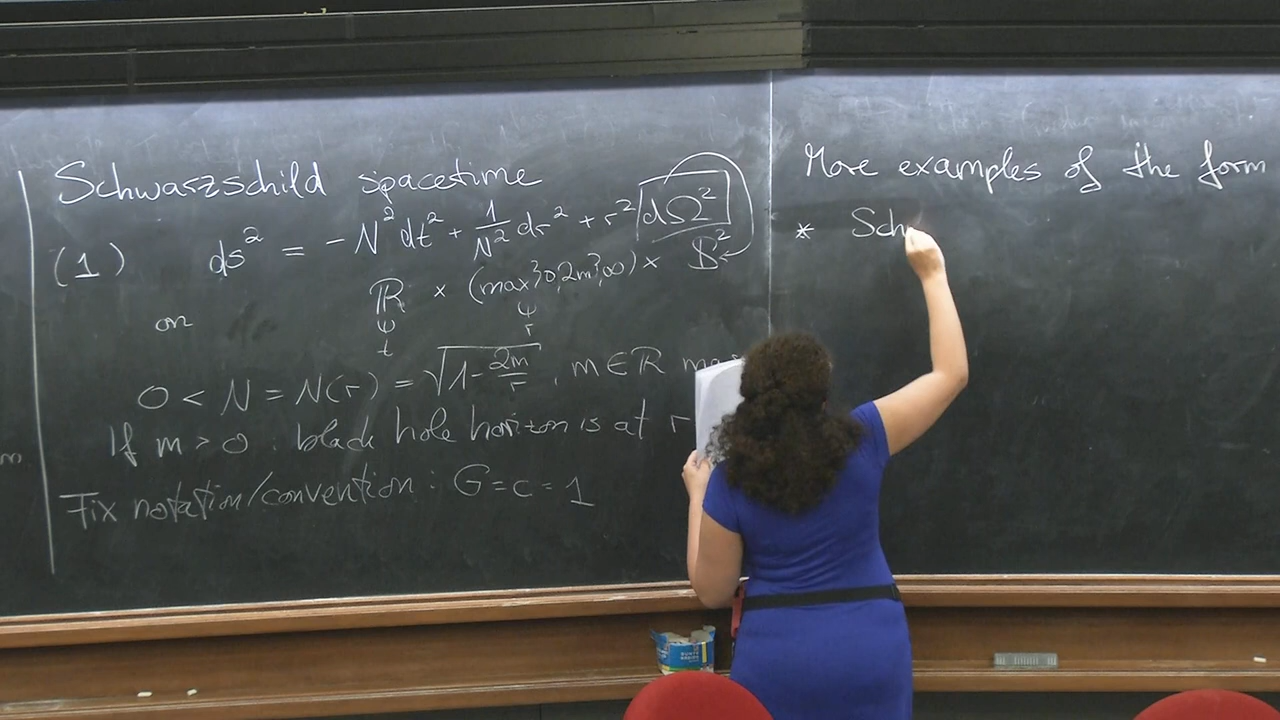 Schwarzschild spacetime
(1) ds² = - N² dt² + 1/N² dr² + r² dΩ²
on ℝ × (max{0,2m},∞) × S²
Ψ Ψ
t r
0 < N = N(r) = √(1 - 2m/r), m ∈ ℝ
If m > 0 : black hole horizon is at r
Fix notation/convention : G = c = 1
More examples of the form
* Sch